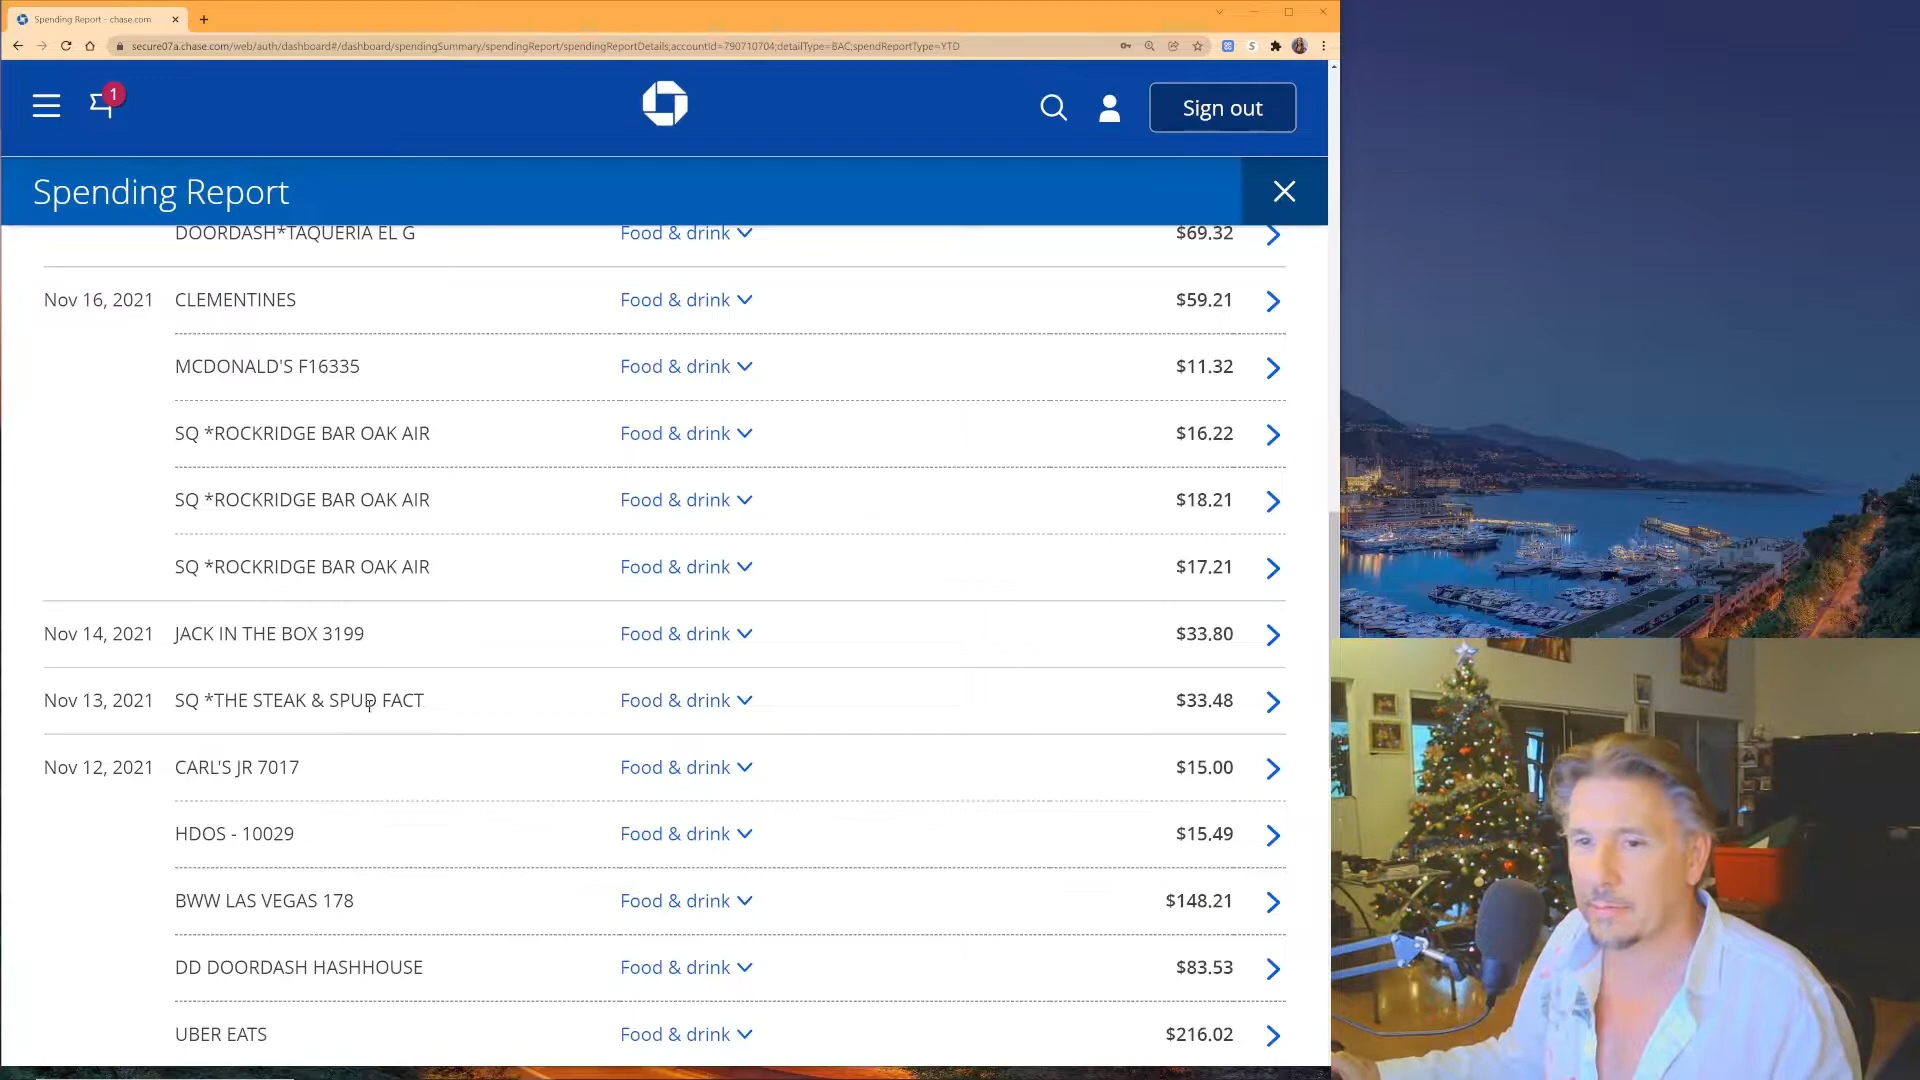 Spending Report - chase.com
secure07a.chase.com/web/auth/dashboard#/dashboard/spendingSummary/spendingReport/spendingReportDetails;accountId=790710704;detailType=BAC;spendReportType=YTD
1
Sign out
Spending Report
DOORDASH*TAQUERIA EL G Food & drink $69.32
Nov 16, 2021 CLEMENTINES Food & drink $59.21
MCDONALD'S F16335 Food & drink $11.32
SQ *ROCKRIDGE BAR OAK AIR Food & drink $16.22
SQ *ROCKRIDGE BAR OAK AIR Food & drink $18.21
SQ *ROCKRIDGE BAR OAK AIR Food & drink $17.21
Nov 14, 2021 JACK IN THE BOX 3199 Food & drink $33.80
Nov 13, 2021 SQ *THE STEAK & SPUD FACT Food & drink $33.48
Nov 12, 2021 CARL'S JR 7017 Food & drink $15.00
HDOS - 10029 Food & drink $15.49
BWW LAS VEGAS 178 Food & drink $148.21
DD DOORDASH HASHHOUSE Food & drink $83.53
UBER EATS Food & drink $216.02